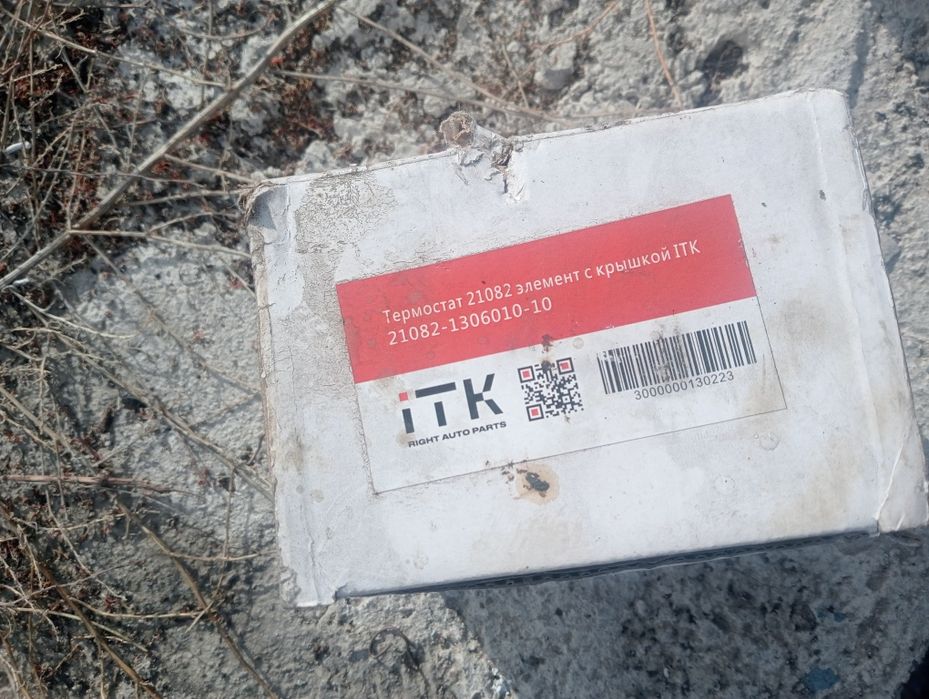 Термостат 21082 элемент с крышкой ITK
21082-1306010-10
iTK
RIGHT AUTO PARTS
3000000130223